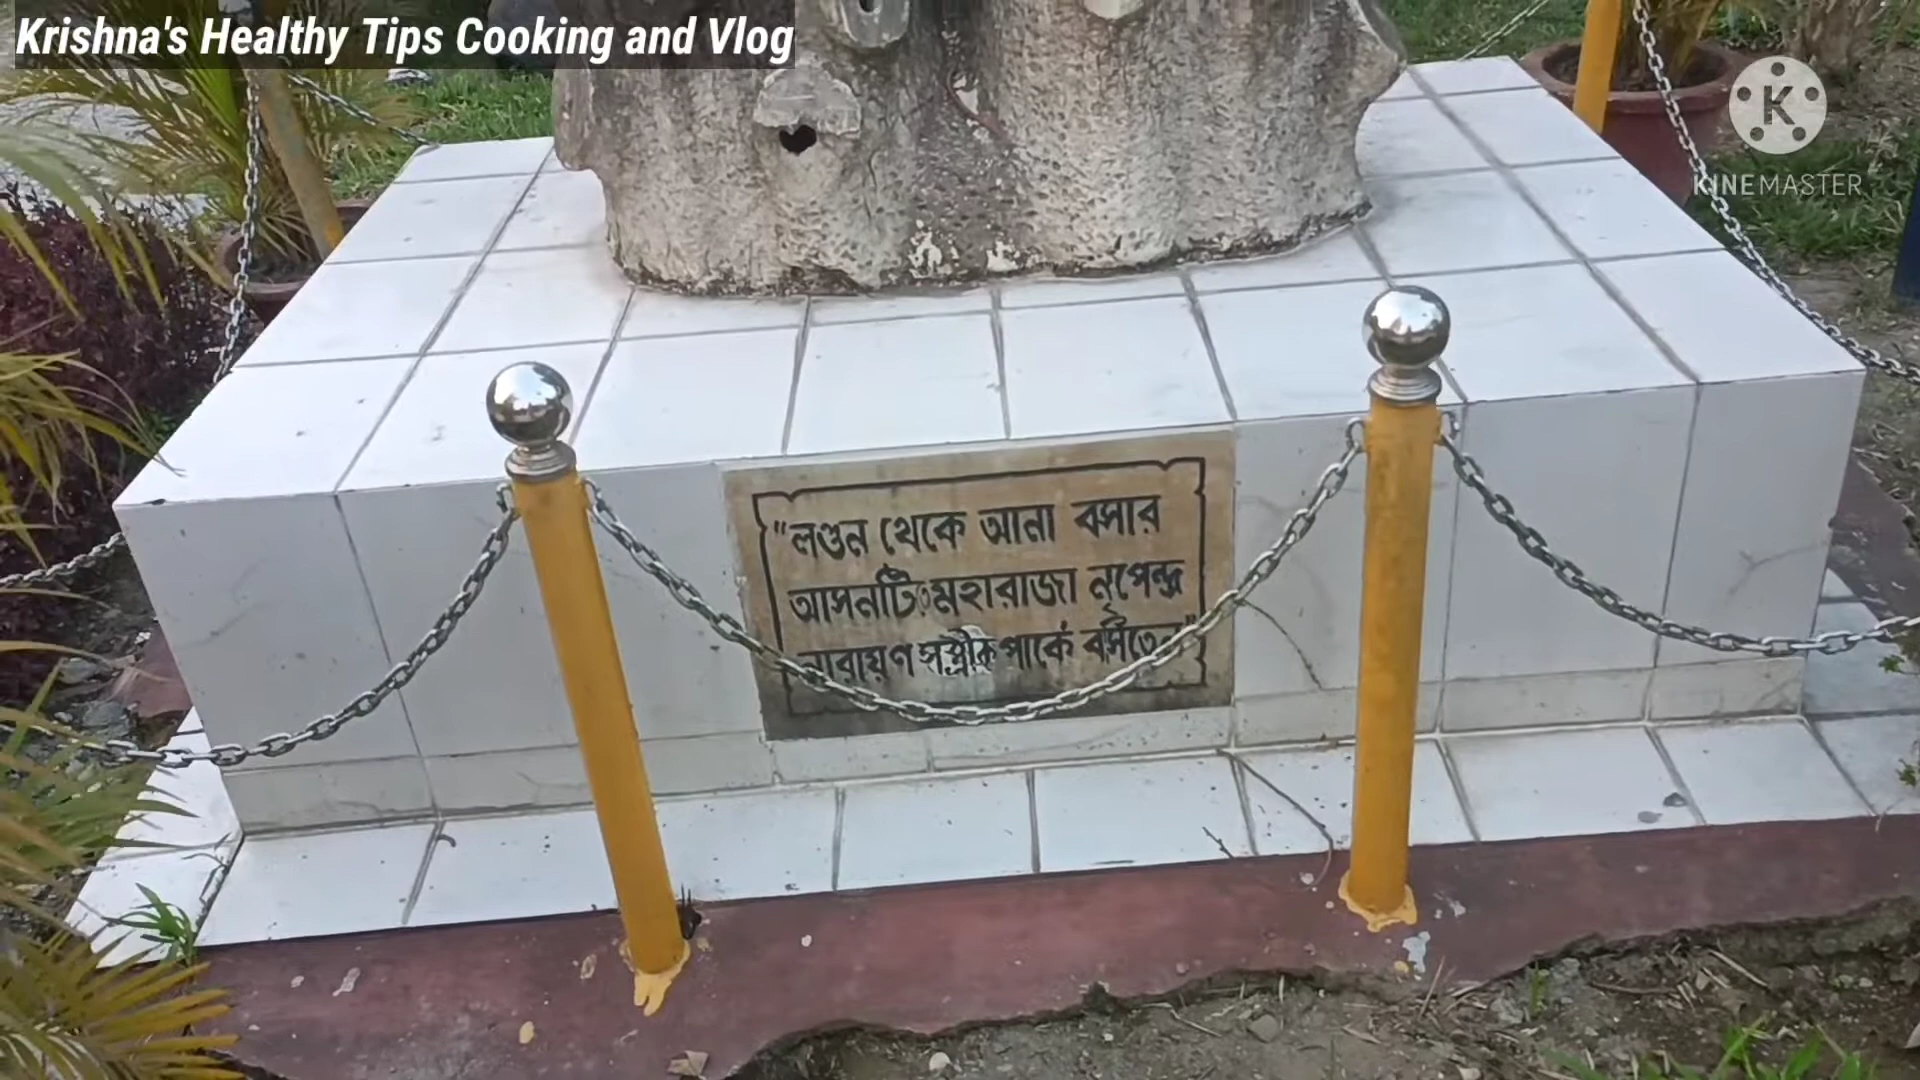 Krishna's Healthy Tips Cooking and Vlog
K
KINEMASTER
"লণ্ডন থেকে আনা বসার
আসনটিঃ মহারাজা নৃপেন্দ্র
নারায়ণ সস্ত্রীক পার্কে বসিতেন"